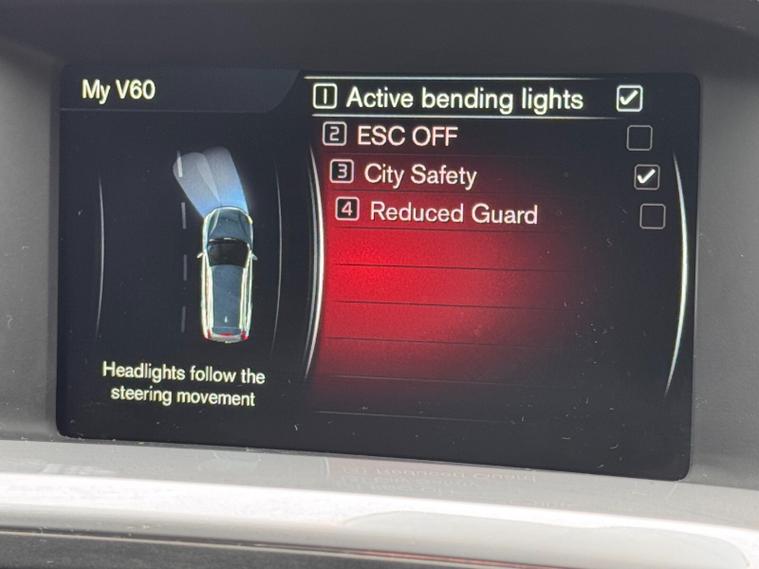 My V60
1 Active bending lights
2 ESC OFF
3 City Safety
4 Reduced Guard
Headlights follow the
steering movement